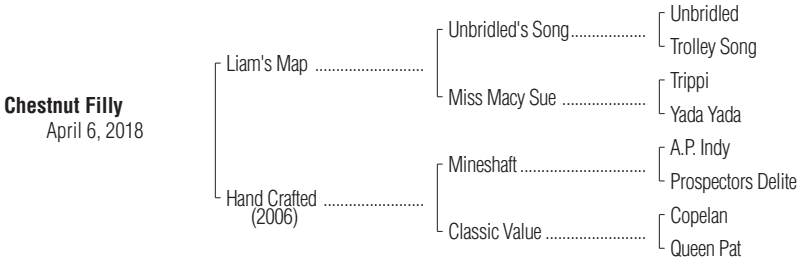 Unbridled
Unbridled's Song....................
Trolley Song
Liam's Map ...........................
Trippi
Miss Macy Sue .....................
Yada Yada
Chestnut Filly
April 6, 2018
A.P. Indy
Mineshaft................................
Prospectors Delite
Hand Crafted .........................
(2006)
Copelan
Classic Value .........................
Queen Pat